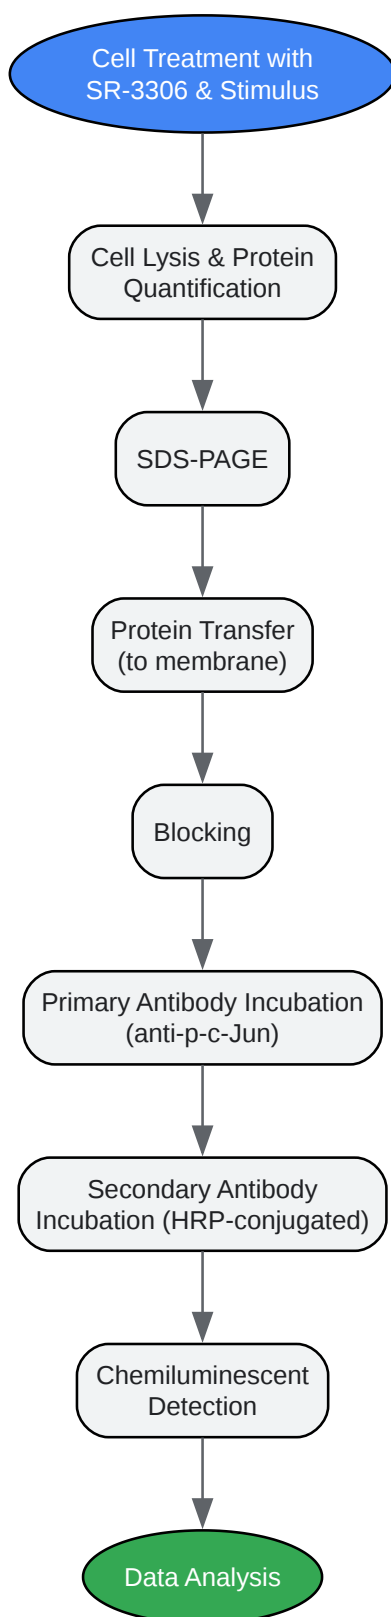 Cell Treatment with
SR-3306 & Stimulus
Cell Lysis & Protein
Quantification
SDS-PAGE
Protein Transfer
(to membrane)
Blocking
Primary Antibody Incubation
(anti-p-c-Jun)
Secondary Antibody
Incubation (HRP-conjugated)
Chemiluminescent
Detection
Data Analysis